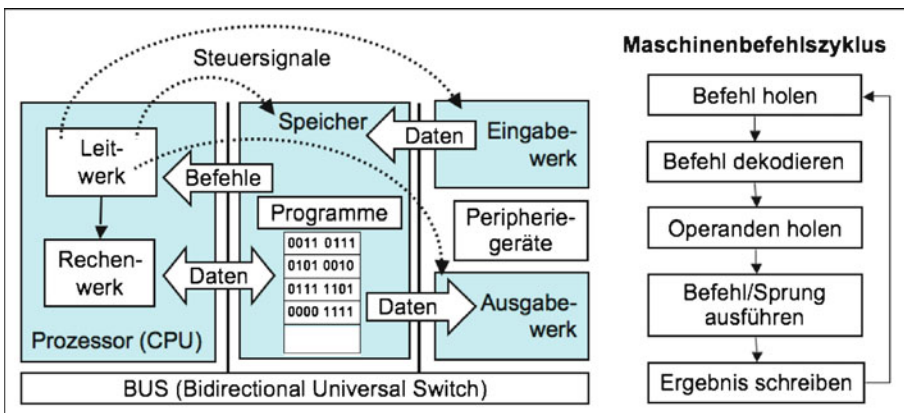 Steuersignale
Leit-
werk
Rechen-
werk
Prozessor (CPU)
Befehle
Daten
Speicher
Programme
0011 0111
0101 0010
0111 1101
0000 1111
Daten
Daten
Eingabe-
werk
Peripherie-
geräte
Ausgabe-
werk
BUS (Bidirectional Universal Switch)
Maschinenbefehlszyklus
Befehl holen
Befehl dekodieren
Operanden holen
Befehl/Sprung
ausführen
Ergebnis schreiben